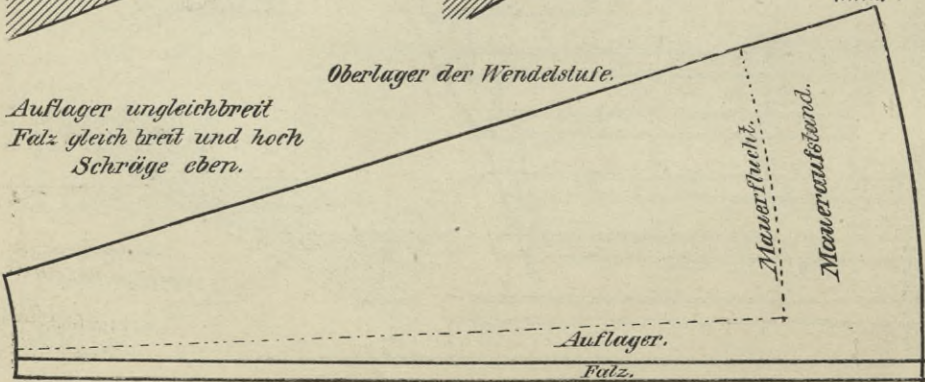 Oberlager der Wendelstufe.
Auflager ungleichbreit
Falz gleich breit und hoch
Schräge eben.
Mauerflucht.
Maueraufstand.
Auflager.
Falz.